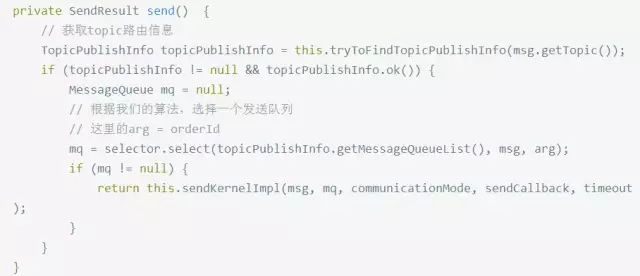 private SendResult send()  {
    // 获取topic路由信息
    TopicPublishInfo topicPublishInfo = this.tryToFindTopicPublishInfo(msg.getTopic());
    if (topicPublishInfo != null && topicPublishInfo.ok()) {
        MessageQueue mq = null;
        // 根据我们的算法，选择一个发送队列
        // 这里的arg = orderId
        mq = selector.select(topicPublishInfo.getMessageQueueList(), msg, arg);
        if (mq != null) {
            return this.sendKernelImpl(msg, mq, communicationMode, sendCallback, timeout
);
        }
    }
}